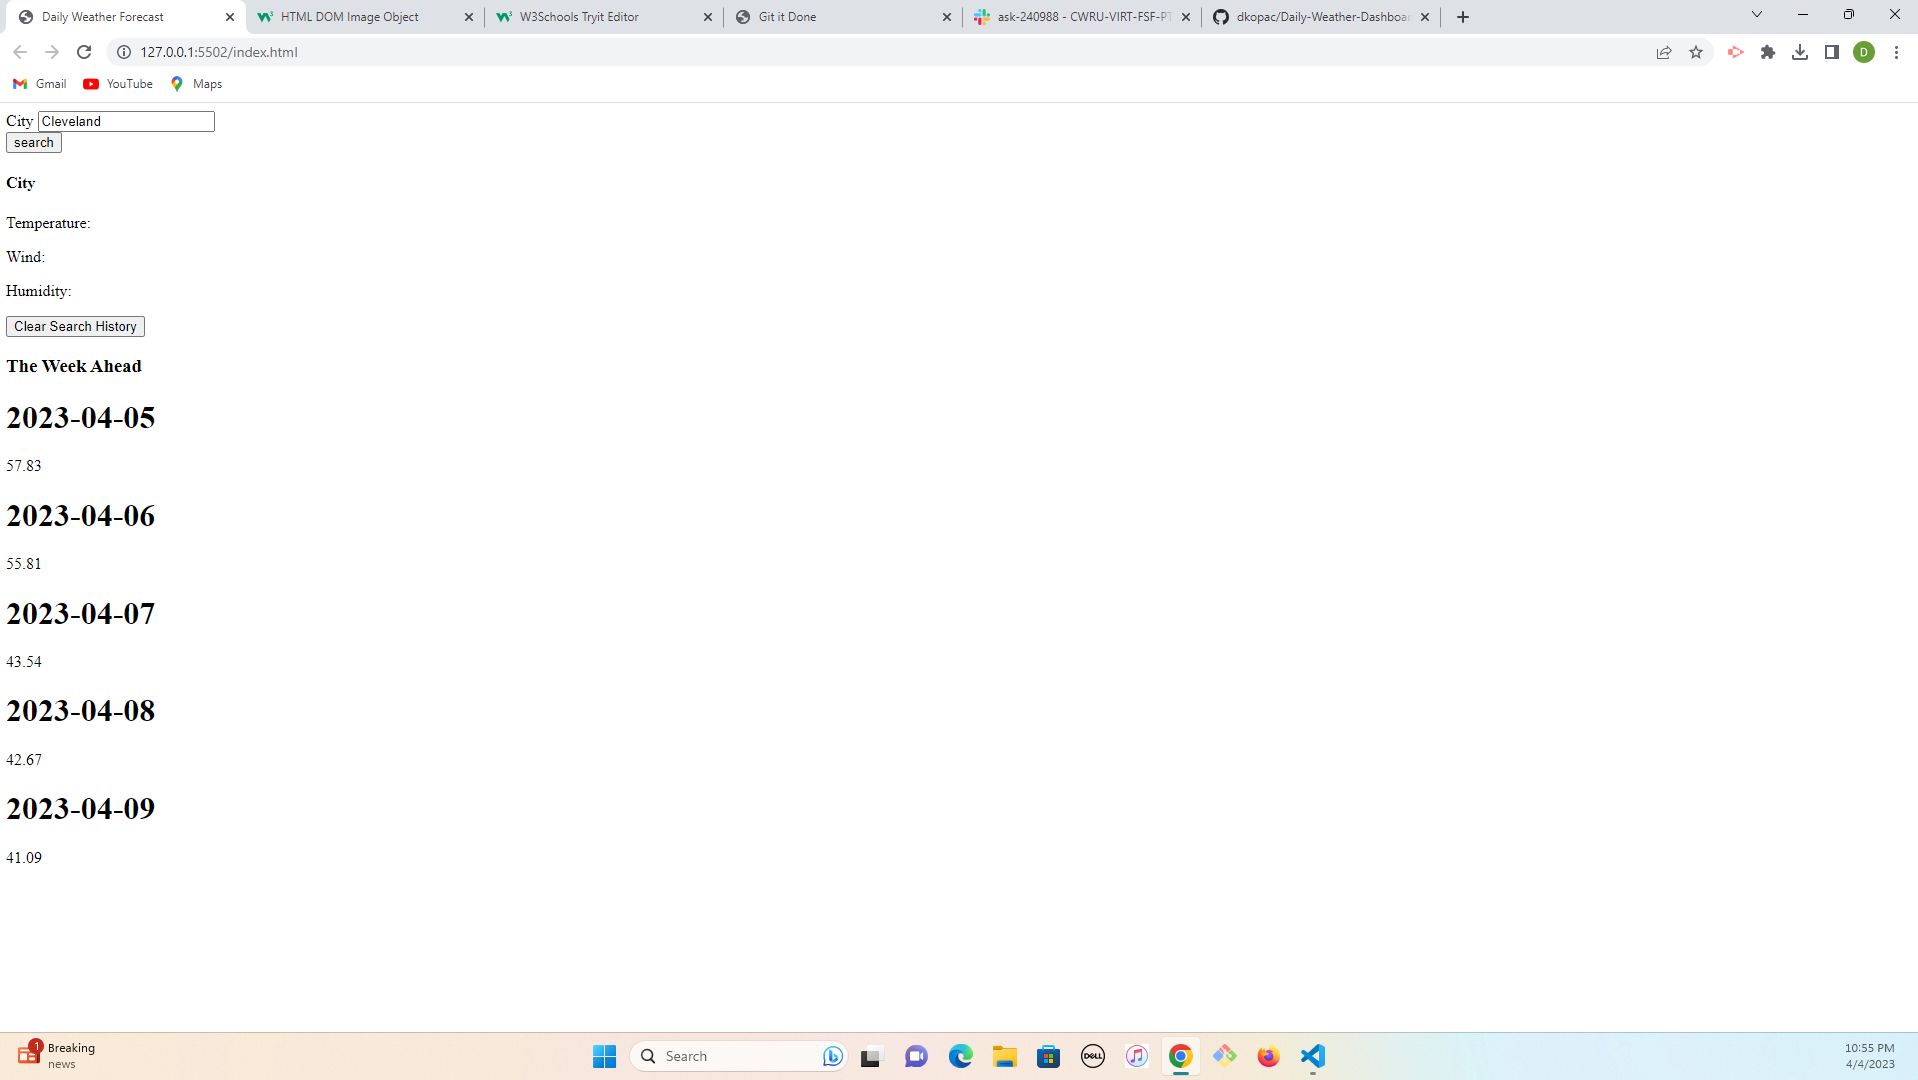 Daily Weather Forecast
HTML DOM Image Object
W3Schools Tryit Editor
Git it Done
ask-240988 - CWRU-VIRT-FSF-PT
dkopac/Daily-Weather-Dashboar
127.0.0.1:5502/index.html
D
Gmail
YouTube
Maps
City Cleveland
search
City
Temperature:
Wind:
Humidity:
Clear Search History
The Week Ahead
2023-04-05
57.83
2023-04-06
55.81
2023-04-07
43.54
2023-04-08
42.67
2023-04-09
41.09
1
Breaking
news
Search
DELL
10:55 PM
4/4/2023